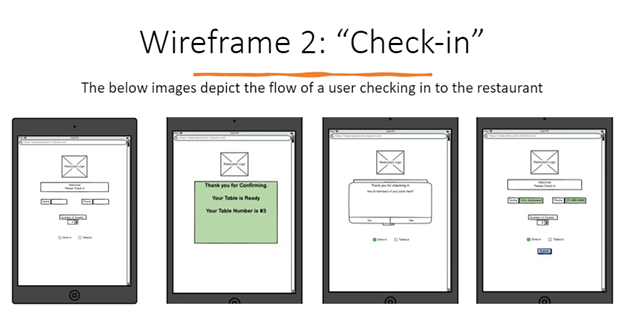 Wireframe 2: “Check-in”
The below images depict the flow of a user checking in to the restaurant
Restaurant Logo
Welcome
Please Check-in
Name
Phone
Number of Guests
Dine-in
Takeout
Restaurant Logo
Thank you for Confirming.
Your Table is Ready
Your Table Number is #3
Restaurant Logo
Thank you for checking in
Are all members of your party here?
Yes
No
Dine-in
Takeout
Restaurant Logo
Welcome
Please Check-in
Name
Phone
Number of Guests
Dine-in
Takeout